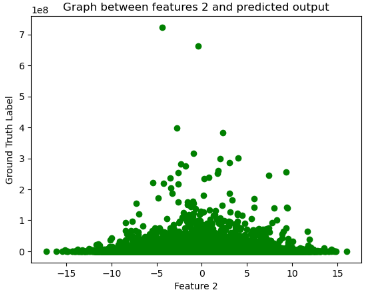 Graph between features 2 and predicted output
1e8
7
6
5
4
3
2
1
0
Ground Truth Label
−15 −10 −5 0 5 10 15
Feature 2